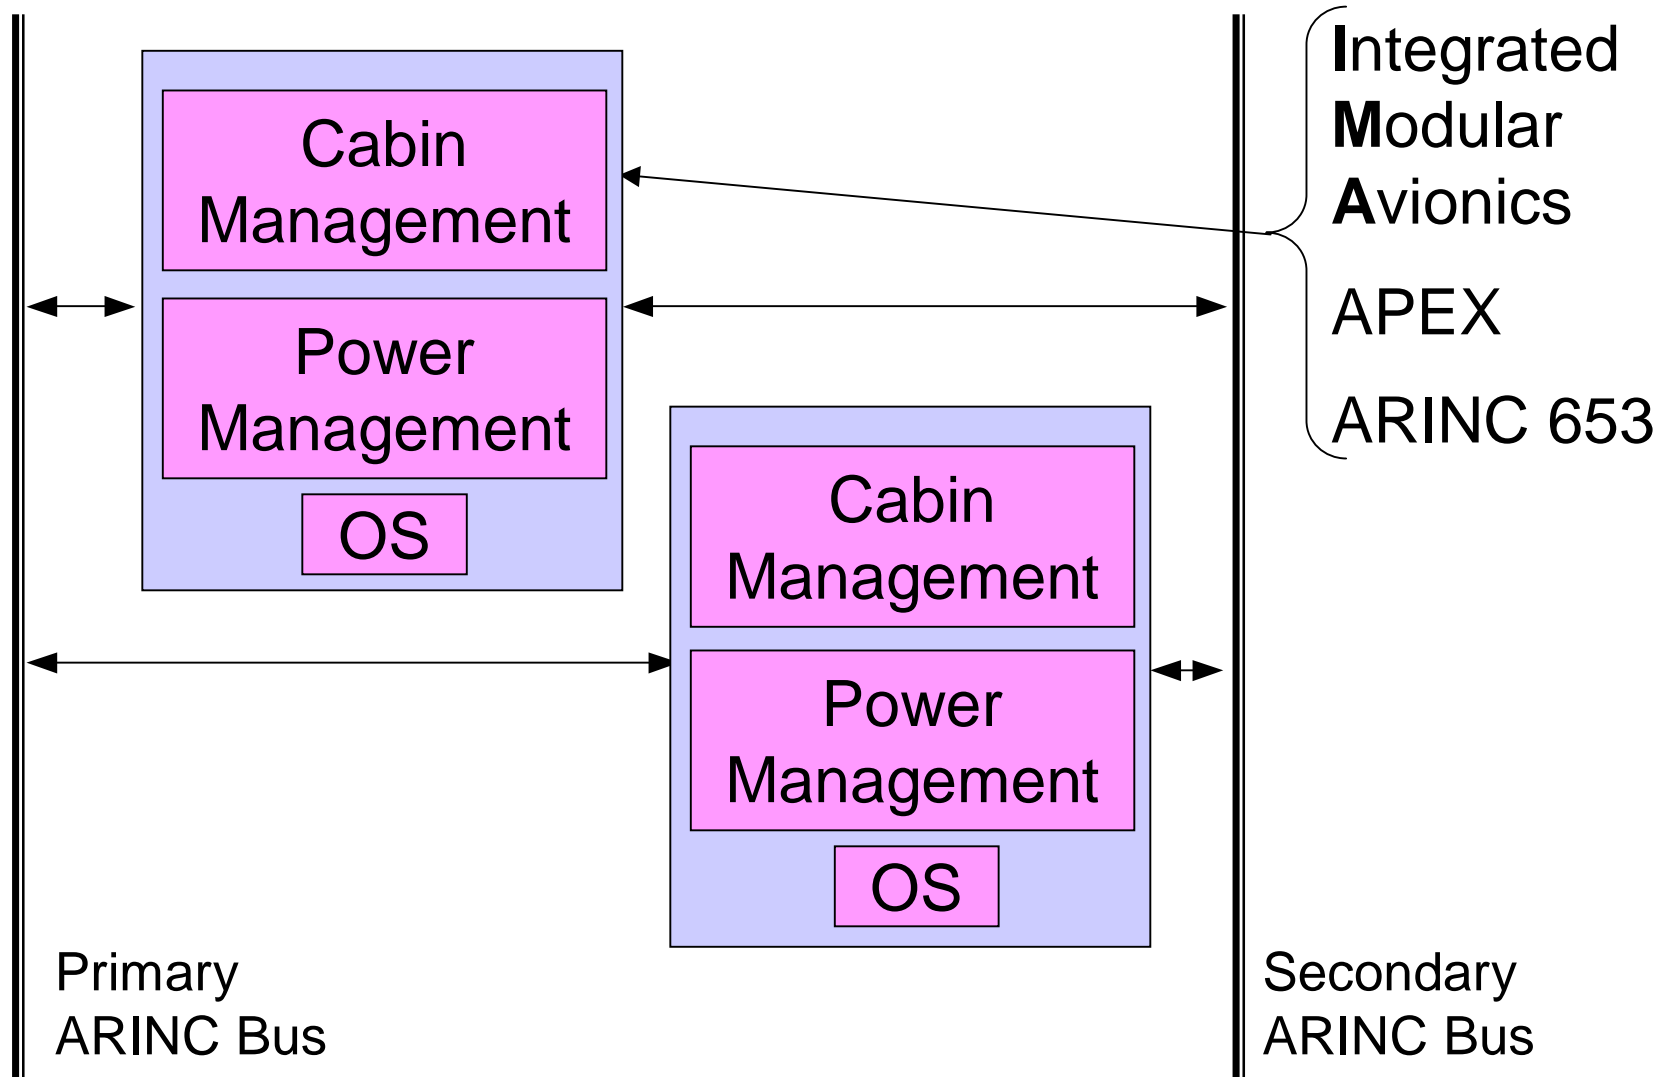 Cabin
Management
Power
Management
OS
Cabin
Management
Power
Management
OS
Integrated
Modular
Avionics
APEX
ARINC 653
Primary
ARINC Bus
Secondary
ARINC Bus